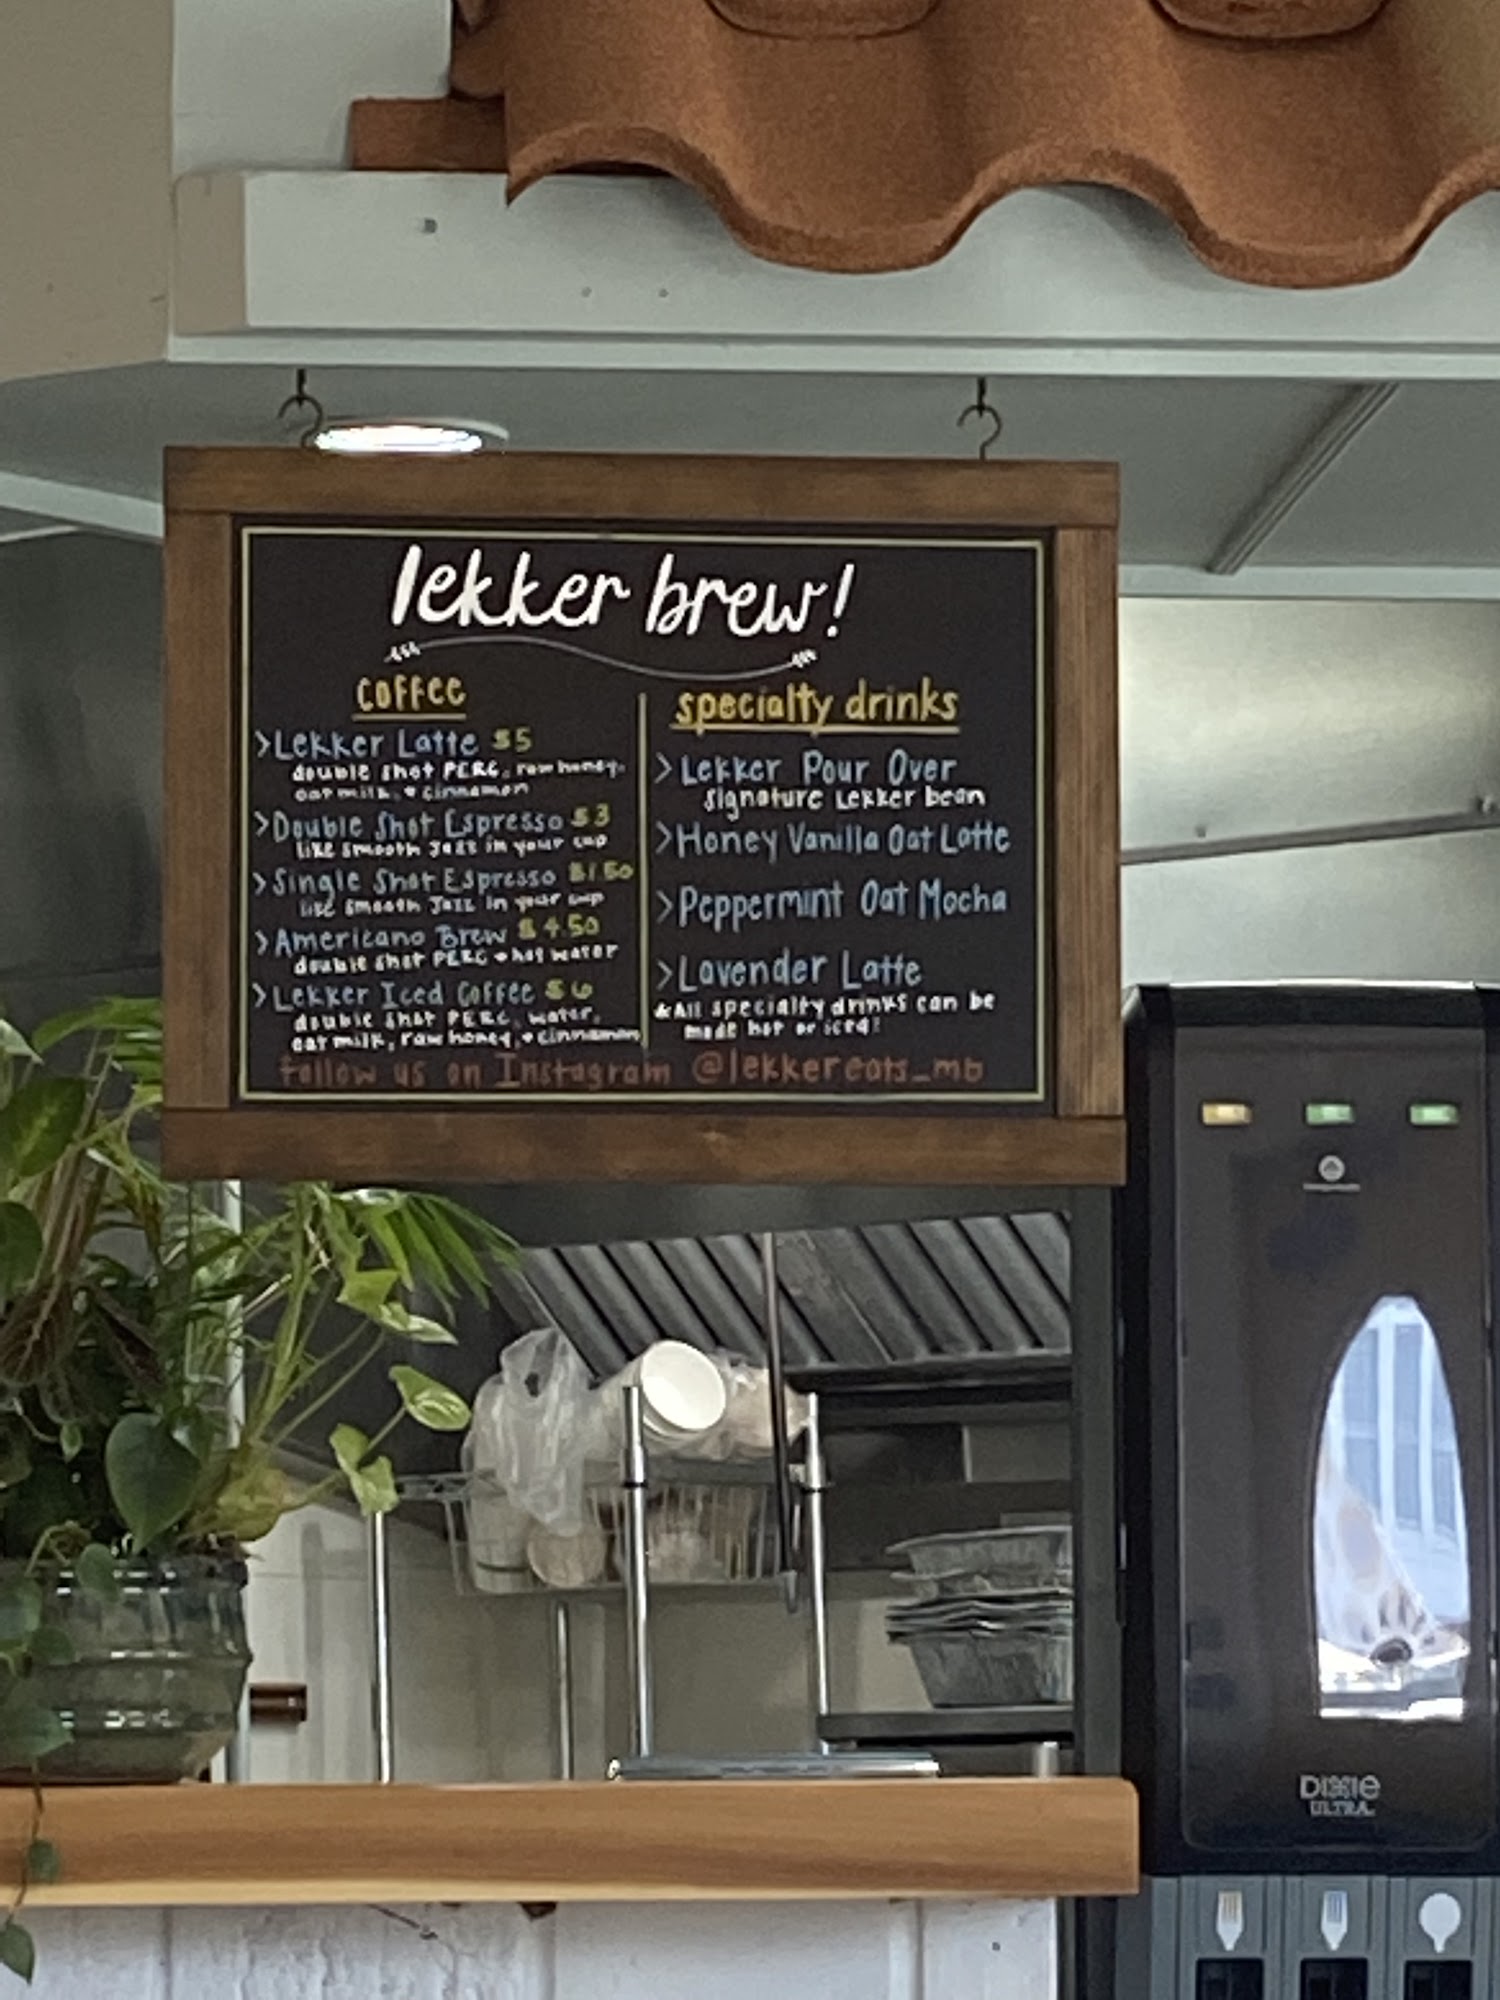 lekker brew!
coffee
>Lekker Latte $5
double shot PERC, raw honey,
oat milk, + cinnamon
>Double Shot Espresso $3
like smooth jazz in your cup
>Single Shot Espresso $1.50
like smooth jazz in your cup
>Americano Brew $4.50
double shot PERC + hot water
>Lekker Iced Coffee $6
double shot PERC, water,
oat milk, raw honey, + cinnamon
specialty drinks
>Lekker Pour Over
signature Lekker bean
>Honey Vanilla Oat Latte
>Peppermint Oat Mocha
>Lavender Latte
*All specialty drinks can be
made hot or iced!
follow us on Instagram @lekkereats_mb
DIXIE
ULTRA